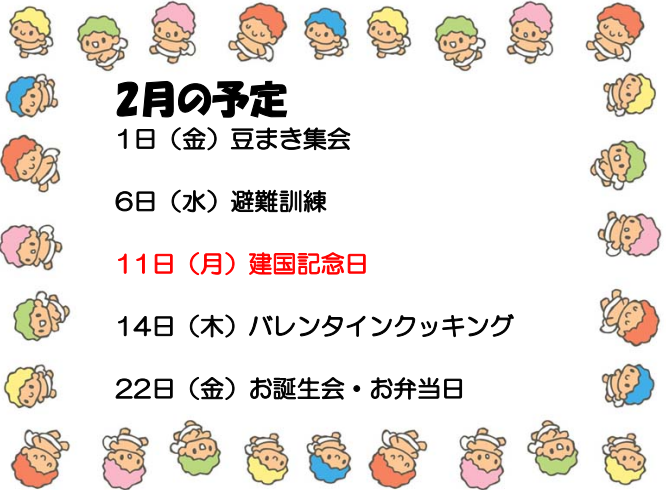 2月の予定
1日（金）豆まき集会
6日（水）避難訓練
11日（月）建国記念日
14日（木）バレンタインクッキング
22日（金）お誕生会・お弁当日